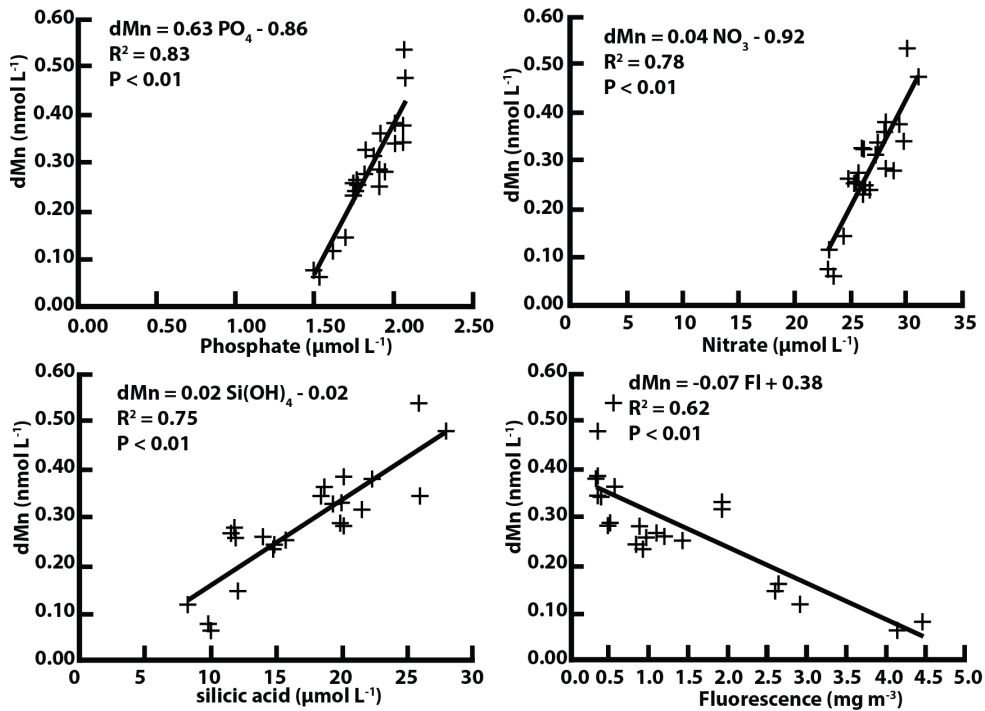 dMn = 0.63 PO4 - 0.86
R² = 0.83
P < 0.01
dMn (nmol L⁻¹)
0.60
0.50
0.40
0.30
0.20
0.10
0.00
0.00 1.00 1.50 2.00 2.50
Phosphate (µmol L⁻¹)
dMn = 0.04 NO3 - 0.92
R² = 0.78
P < 0.01
dMn (nmol L⁻¹)
0.60
0.50
0.40
0.30
0.20
0.10
0.00
0 5 10 15 20 25 30 35
Nitrate (µmol L⁻¹)
dMn = 0.02 Si(OH)4 - 0.02
R² = 0.75
P < 0.01
dMn (nmol L⁻¹)
0.60
0.50
0.40
0.30
0.20
0.10
0.00
5 10 15 20 25 30
silicic acid (µmol L⁻¹)
dMn = -0.07 Fl + 0.38
R² = 0.62
P < 0.01
dMn (nmol L⁻¹)
0.60
0.50
0.40
0.30
0.20
0.10
0.00
0.0 0.5 1.0 1.5 2.0 2.5 3.0 3.5 4.0 4.5 5.0
Fluorescence (mg m⁻³)